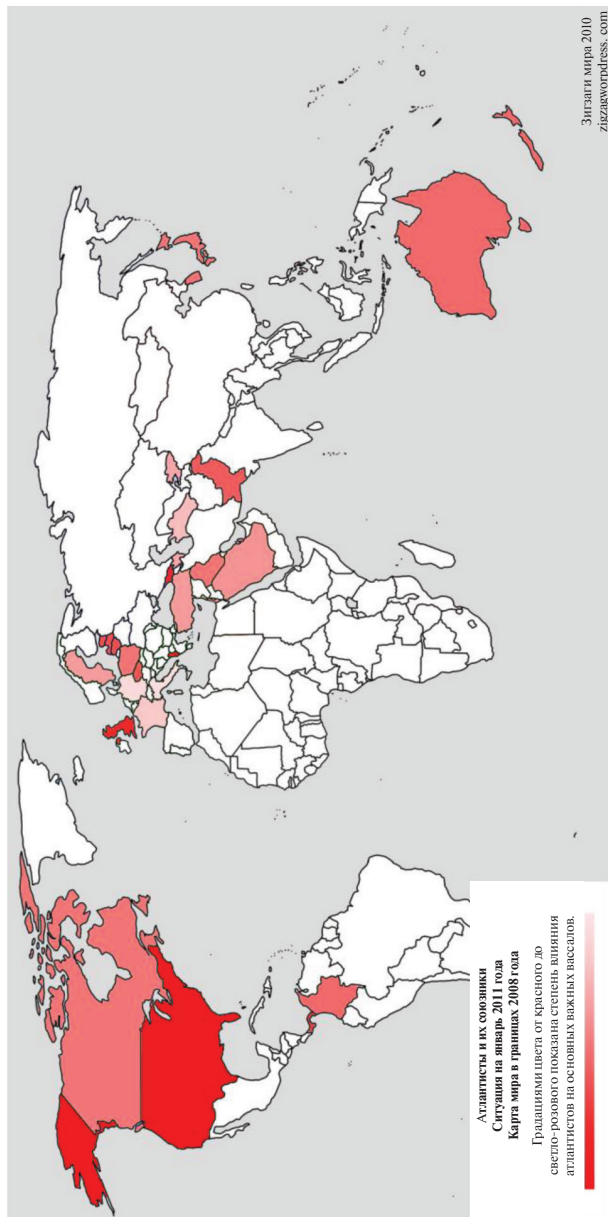 Зигзаги мира 2010
zigzagworpdress. com
Атлантисты и их союзники
Ситуация на январь 2011 года
Карта мира в границах 2008 года
Градациями цвета от красного до
светло-розового показана степень влияния
атлантистов на основных важных вассалов.